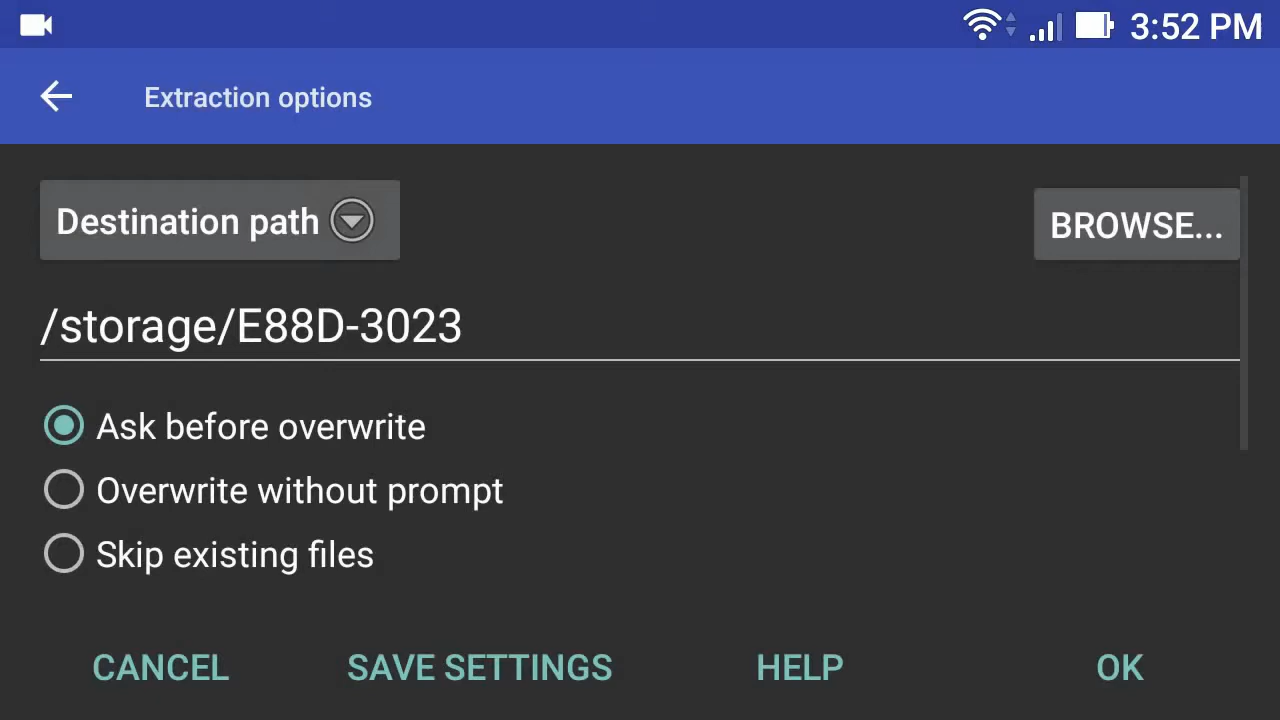 3:52 PM
Extraction options
Destination path
BROWSE...
/storage/E88D-3023
Ask before overwrite
Overwrite without prompt
Skip existing files
CANCEL SAVE SETTINGS HELP OK